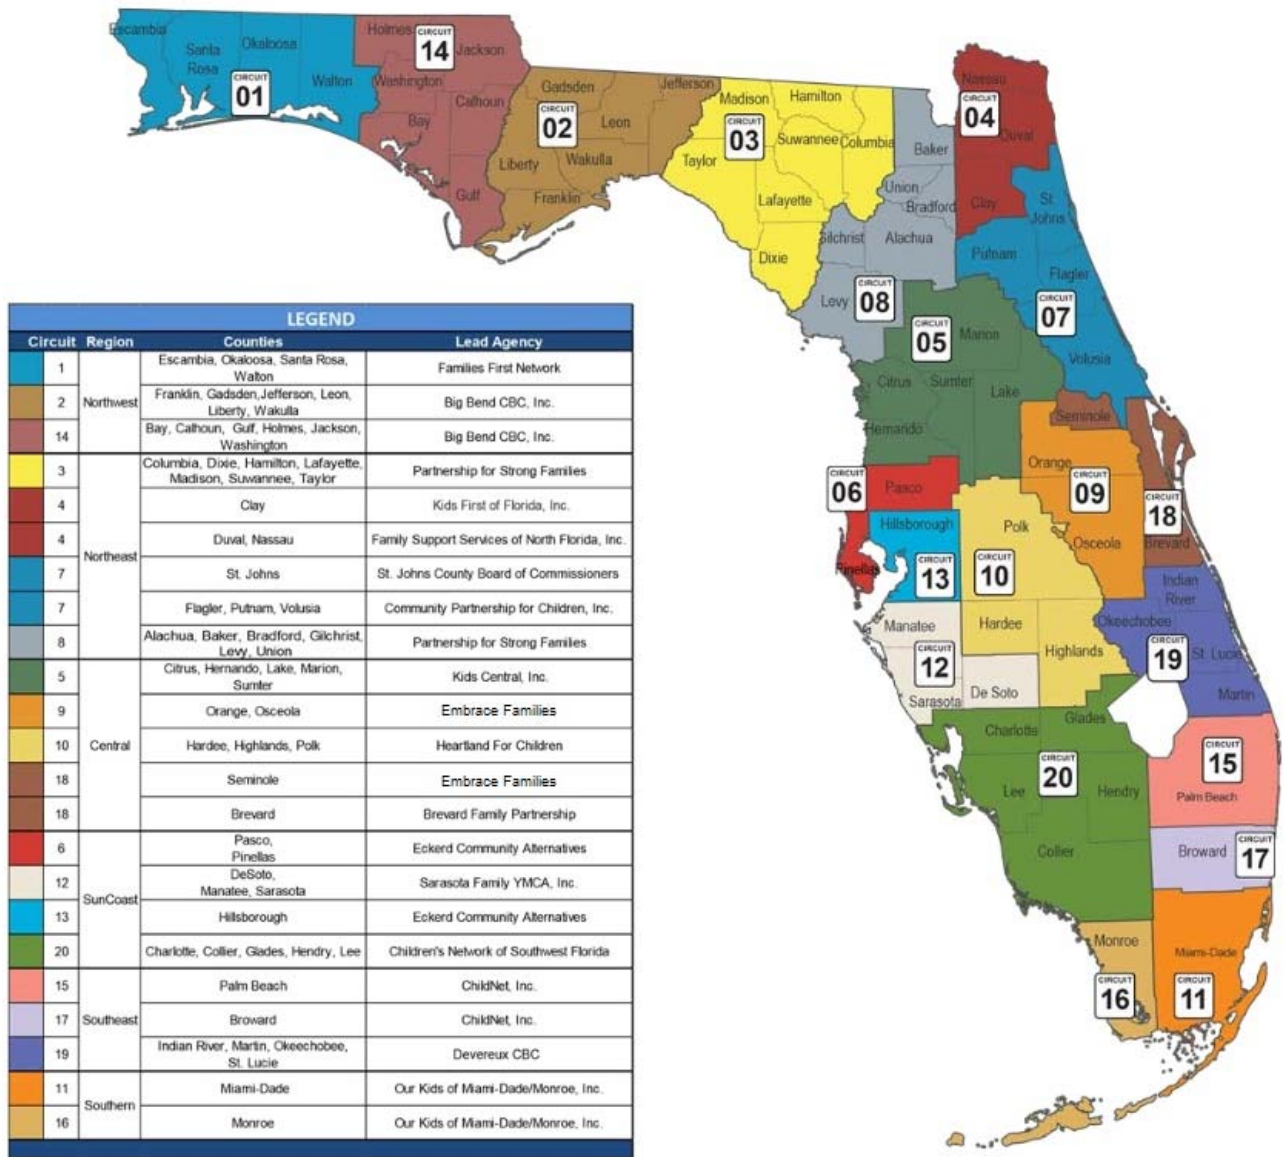 Escambia
Santa
Rosa
Okaloosa
Walton
CIRCUIT
01
Holmes
CIRCUIT
14
Jackson
Washington
Calhoun
Bay
Gulf
Gadsden
Jefferson
CIRCUIT
02
Leon
Liberty
Wakulla
Franklin
Madison
Hamilton
CIRCUIT
03
Suwannee
Columbia
Taylor
Lafayette
Dixie
Nassau
CIRCUIT
04
Duval
Clay
Baker
Union
Bradford
Gilchrist
Alachua
Levy
CIRCUIT
08
St.
Johns
Putnam
Flagler
CIRCUIT
07
Volusia
CIRCUIT
05
Marion
Citrus
Sumter
Lake
Hernando
Seminole
Orange
CIRCUIT
09
Osceola
CIRCUIT
18
Brevard
CIRCUIT
06
Pasco
Pinellas
Hillsborough
CIRCUIT
13
Polk
CIRCUIT
10
Hardee
Highlands
Manatee
CIRCUIT
12
Sarasota
De Soto
Indian
River
Okeechobee
CIRCUIT
19
St. Lucie
Martin
Charlotte
Glades
CIRCUIT
20
Lee
Hendry
Collier
CIRCUIT
15
Palm Beach
Broward
CIRCUIT
17
Monroe
CIRCUIT
16
Miami-Dade
CIRCUIT
11
LEGEND
Circuit Region Counties Lead Agency
1 Escambia, Okaloosa, Santa Rosa,
Walton Families First Network
Northwest
2 Franklin, Gadsden,Jefferson, Leon,
Liberty, Wakulla Big Bend CBC, Inc.
14 Bay, Calhoun, Gulf, Holmes, Jackson,
Washington Big Bend CBC, Inc.
Northeast
3 Columbia, Dixie, Hamilton, Lafayette,
Madison, Suwannee, Taylor Partnership for Strong Families
4 Clay Kids First of Florida, Inc.
4 Duval, Nassau Family Support Services of North Florida, Inc.
7 St. Johns St. Johns County Board of Commissioners
7 Flagler, Putnam, Volusia Community Partnership for Children, Inc.
8 Alachua, Baker, Bradford, Gilchrist,
Levy, Union Partnership for Strong Families
Central
5 Citrus, Hernando, Lake, Marion,
Sumter Kids Central, Inc.
9 Orange, Osceola Embrace Families
10 Hardee, Highlands, Polk Heartland For Children
18 Seminole Embrace Families
18 Brevard Brevard Family Partnership
SunCoast
6 Pasco,
Pinellas Eckerd Community Alternatives
12 DeSoto,
Manatee, Sarasota Sarasota Family YMCA, Inc.
13 Hillsborough Eckerd Community Alternatives
20 Charlotte, Collier, Glades, Hendry, Lee Children's Network of Southwest Florida
Southeast
15 Palm Beach ChildNet, Inc.
17 Broward ChildNet, Inc.
19 Indian River, Martin, Okeechobee,
St. Lucie Devereux CBC
Southern
11 Miami-Dade Our Kids of Miami-Dade/Monroe, Inc.
16 Monroe Our Kids of Miami-Dade/Monroe, Inc.